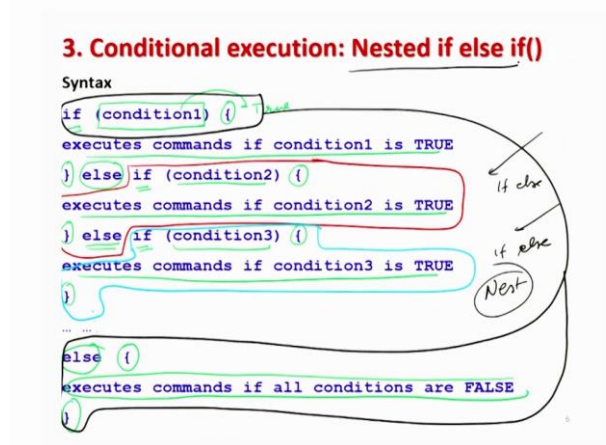 3. Conditional execution: Nested if else if()
Syntax
if (condition1) { True
executes commands if condition1 is TRUE
} else if (condition2) {
If else
executes commands if condition2 is TRUE
} else if (condition3) {
if else
executes commands if condition3 is TRUE
Nest
}
... ...
else {
executes commands if all conditions are FALSE
}
6